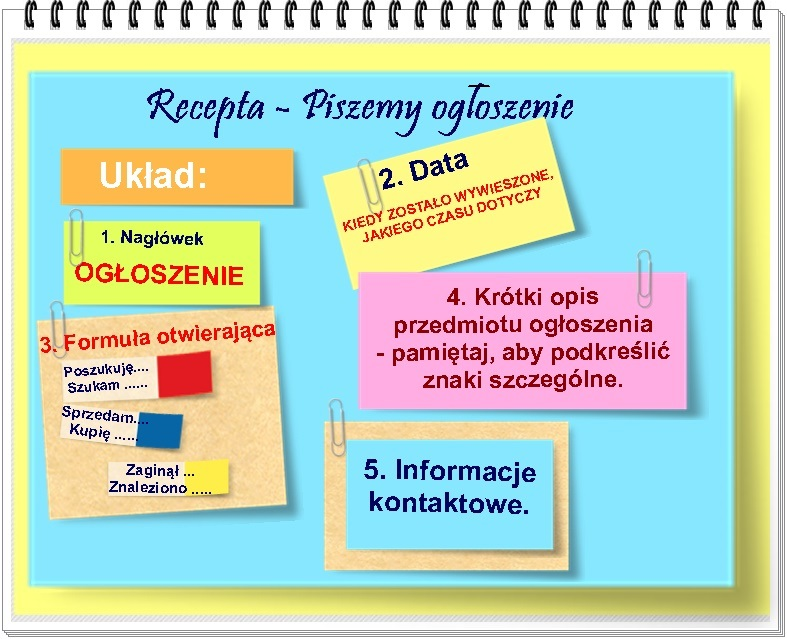 Recepta - Piszemy ogłoszenie
Układ:
1. Nagłówek
OGŁOSZENIE
2. Data
KIEDY ZOSTAŁO WYWIESZONE,
JAKIEGO CZASU DOTYCZY
3. Formuła otwierająca
Poszukuję....
Szukam ......
Sprzedam....
Kupię ......
Zaginął ...
Znaleziono .....
4. Krótki opis
przedmiotu ogłoszenia
- pamiętaj, aby podkreślić
znaki szczególne.
5. Informacje
kontaktowe.